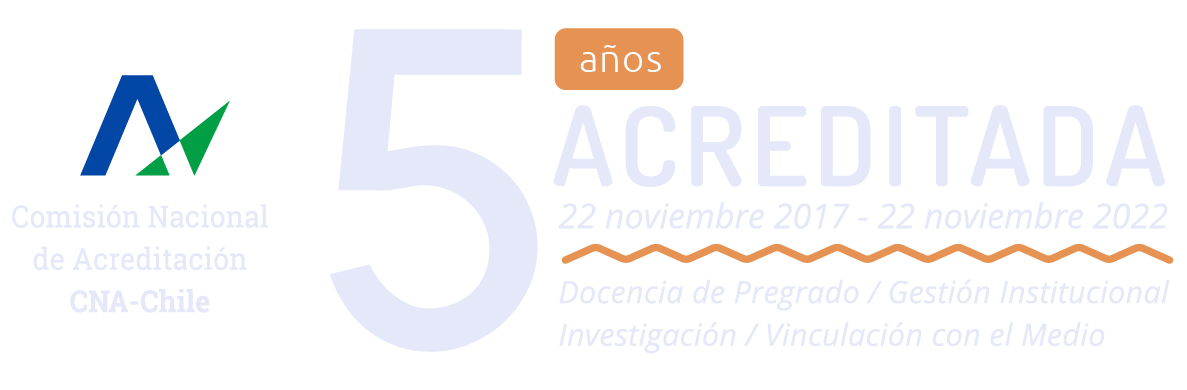 Comisión Nacional
de Acreditación
CNA-Chile
5
años
ACREDITADA
22 noviembre 2017 - 22 noviembre 2022
Docencia de Pregrado / Gestión Institucional
Investigación / Vinculación con el Medio